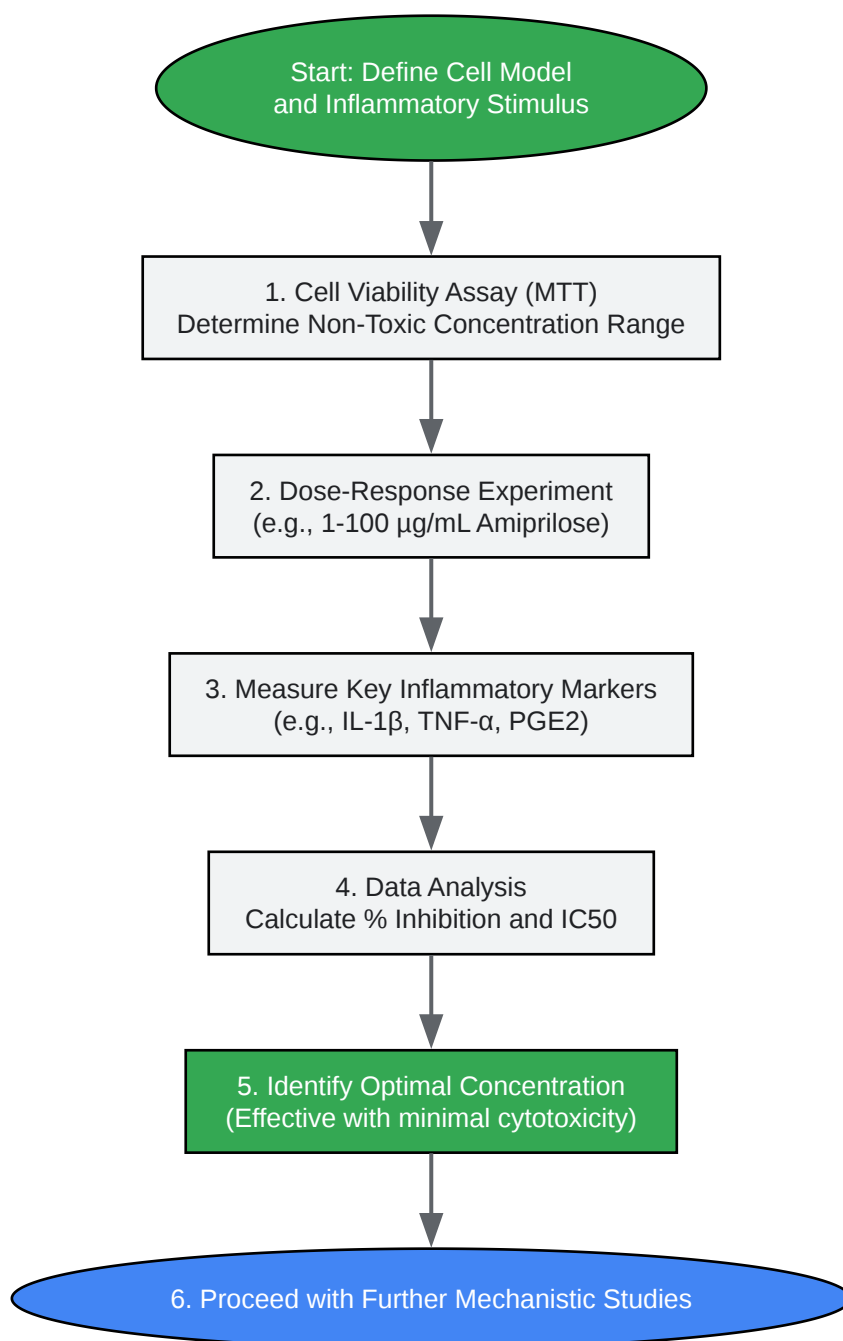 Start: Define Cell Model
and Inflammatory Stimulus
1. Cell Viability Assay (MTT)
Determine Non-Toxic Concentration Range
2. Dose-Response Experiment
(e.g., 1-100 µg/mL Amiprilose)
3. Measure Key Inflammatory Markers
(e.g., IL-1β, TNF-α, PGE2)
4. Data Analysis
Calculate % Inhibition and IC50
5. Identify Optimal Concentration
(Effective with minimal cytotoxicity)
6. Proceed with Further Mechanistic Studies